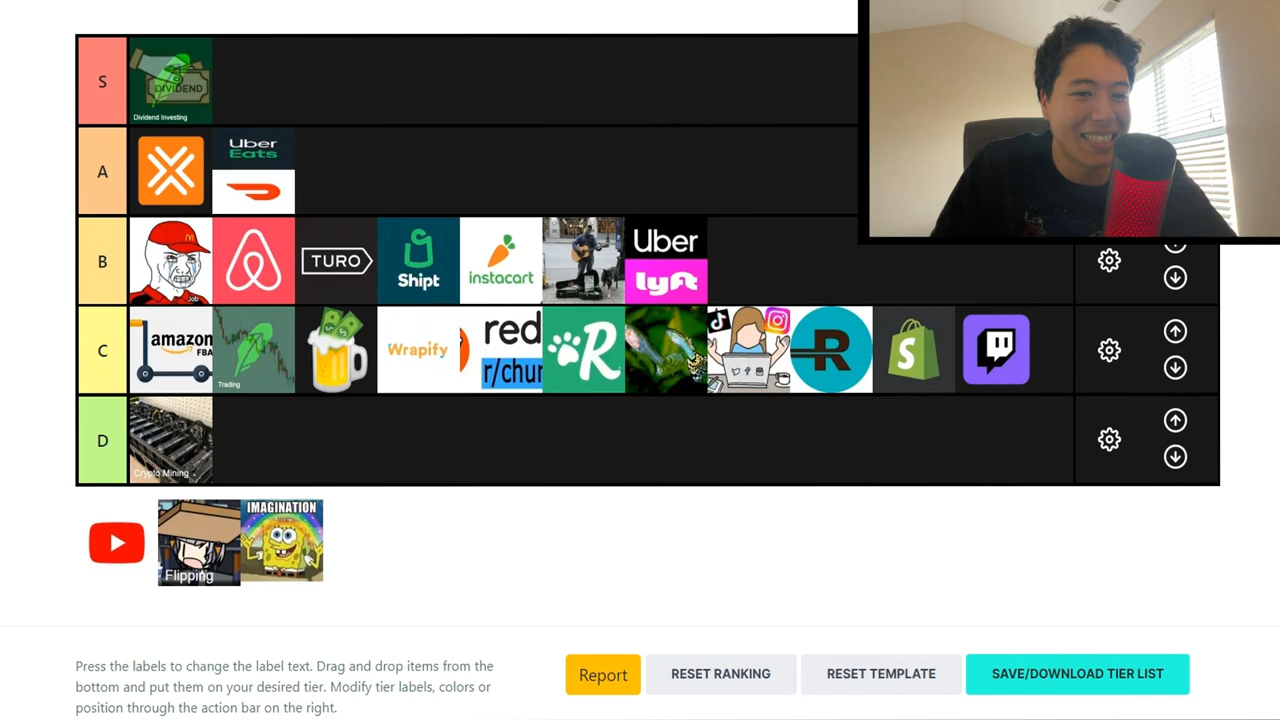 S
DIVIDEND
Dividend Investing
A
Uber
Eats
B
Job
TURO
Shipt
instacart
Uber
lyft
C
amazon
FBA
Trading
Wrapify
red
r/chur
R
R
S
D
Crypto Mining
Flipping
IMAGINATION
Press the labels to change the label text. Drag and drop items from the
bottom and put them on your desired tier. Modify tier labels, colors or
position through the action bar on the right.
Report
RESET RANKING
RESET TEMPLATE
SAVE/DOWNLOAD TIER LIST